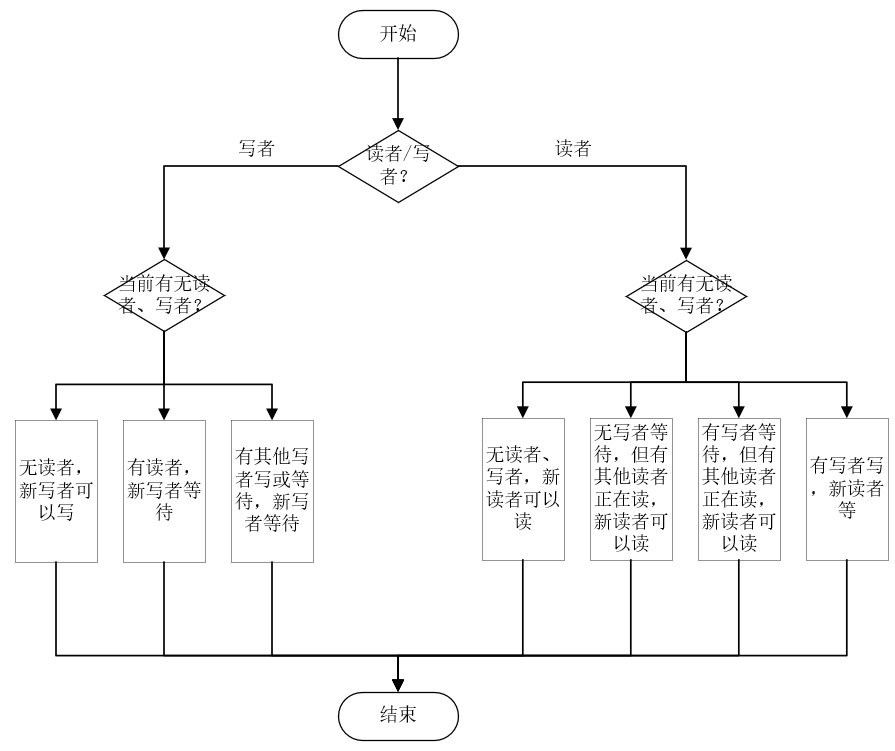 开始
写者
读者/写
者？
读者
当前有无读
者、写者？
当前有无读
者、写者？
无读者，
新写者可
以写
有读者，
新写者等
待
有其他写
者写或等
待，新写
者等待
无读者、
写者，新
读者可以
读
无写者等
待，但有
其他读者
正在读，
新读者可
以读
有写者等
待，但有
其他读者
正在读，
新读者可
以读
有写者写
，新读者
等
结束